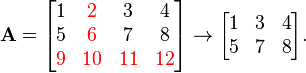 A = [1 2 3 4; 5 6 7 8; 9 10 11 12] → [1 3 4; 5 7 8].